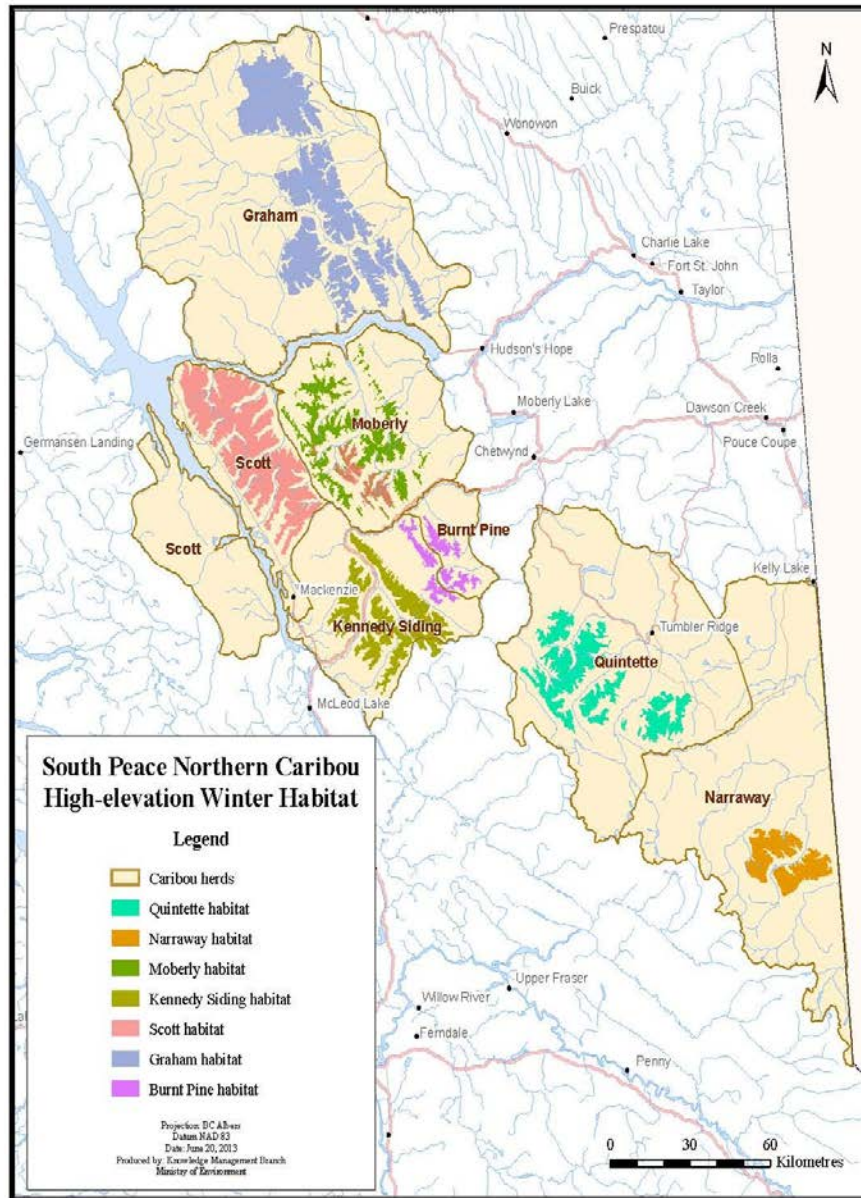 Prespatou
N
Buick
Wonowon
Graham
Charlie Lake
Fort St. John
Taylor
Hudson's Hope
Rolla
Moberly Lake
Dawson Creek
Moberly
Pouce Coupe
Germansen Landing
Chetwynd
Scott
Burnt Pine
Scott
Kelly Lake
Mackenzie
Kennedy Siding
Tumbler Ridge
Quintette
McLeod Lake
South Peace Northern Caribou
High-elevation Winter Habitat
Narraway
Legend
Caribou herds
Quintette habitat
Narraway habitat
Moberly habitat
Kennedy Siding habitat
Scott habitat
Graham habitat
Burnt Pine habitat
Upper Fraser
Willow River
Ferndale
Penny
Projection: BC Albers
Datum NAD 83
Date: June 20, 2013
Produced by: Knowledge Management Branch
Ministry of Environment
0 30 60
Kilometres